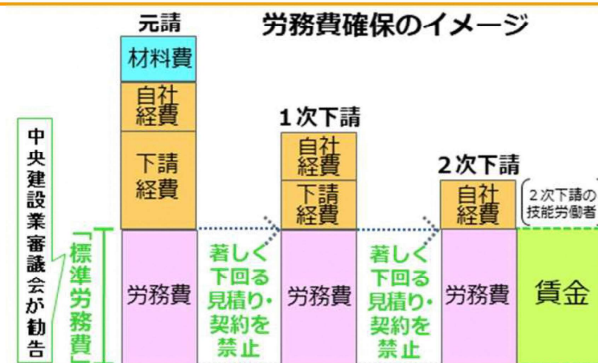 労務費確保のイメージ
元請
材料費
自社
経費
下請
経費
労務費
1次下請
自社
経費
下請
経費
労務費
2次下請
自社
経費
労務費
2次下請の
技能労働者
賃金
中央建設業審議会が勧告
「標準労務費」
著しく
下回る
見積り・
契約を
禁止
著しく
下回る
見積り・
契約を
禁止